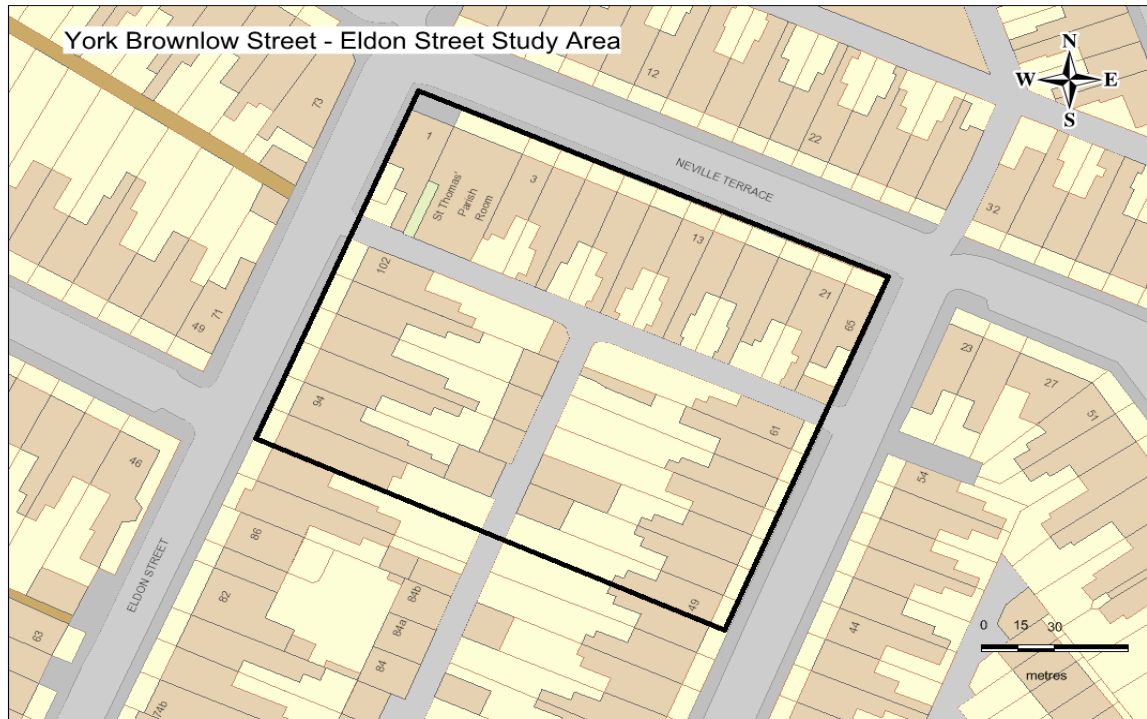 York Brownlow Street - Eldon Street Study Area
N
W E
S
12
22
32
73
NEVILLE TERRACE
1
St Thomas'
Parish
Room
3
13
21
65
102
94
61
49
49
71
46
86
82
84b
84a
84
74b
63
ELDON STREET
23
27
51
54
44
0 15 30
metres